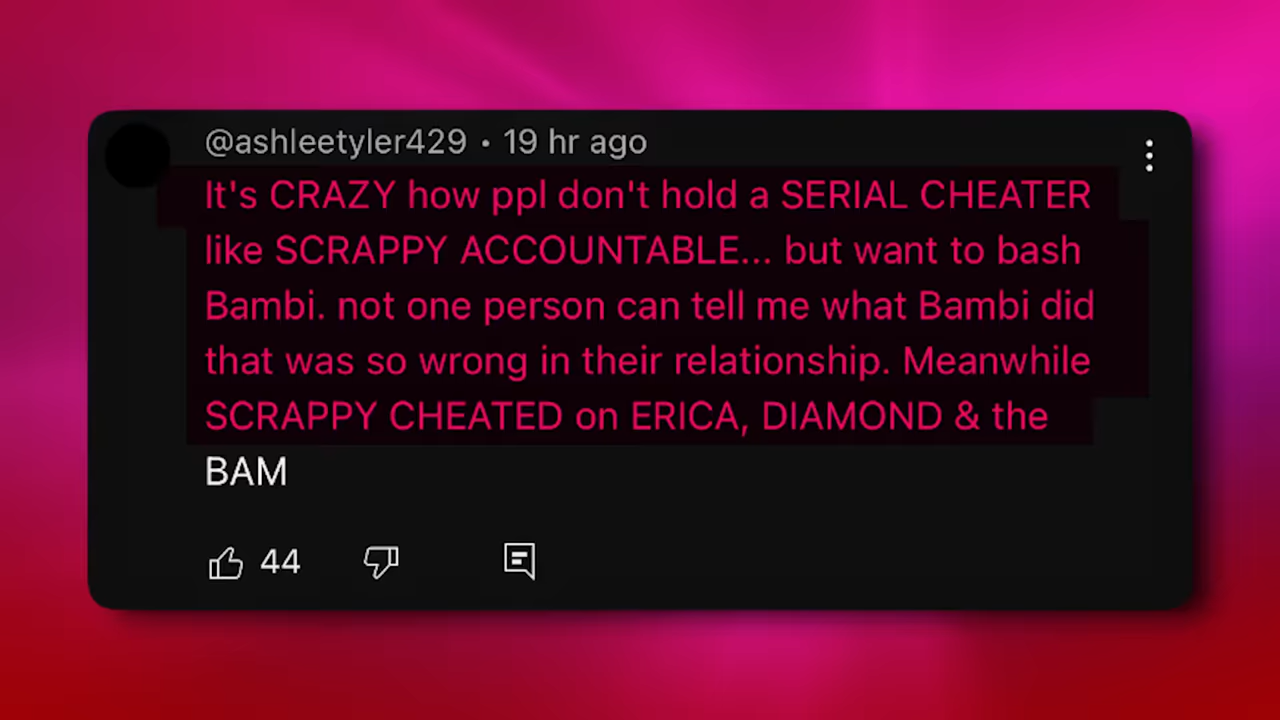 @ashleetyler429 • 19 hr ago
It's CRAZY how ppl don't hold a SERIAL CHEATER
like SCRAPPY ACCOUNTABLE... but want to bash
Bambi. not one person can tell me what Bambi did
that was so wrong in their relationship. Meanwhile
SCRAPPY CHEATED on ERICA, DIAMOND & the
BAM
44